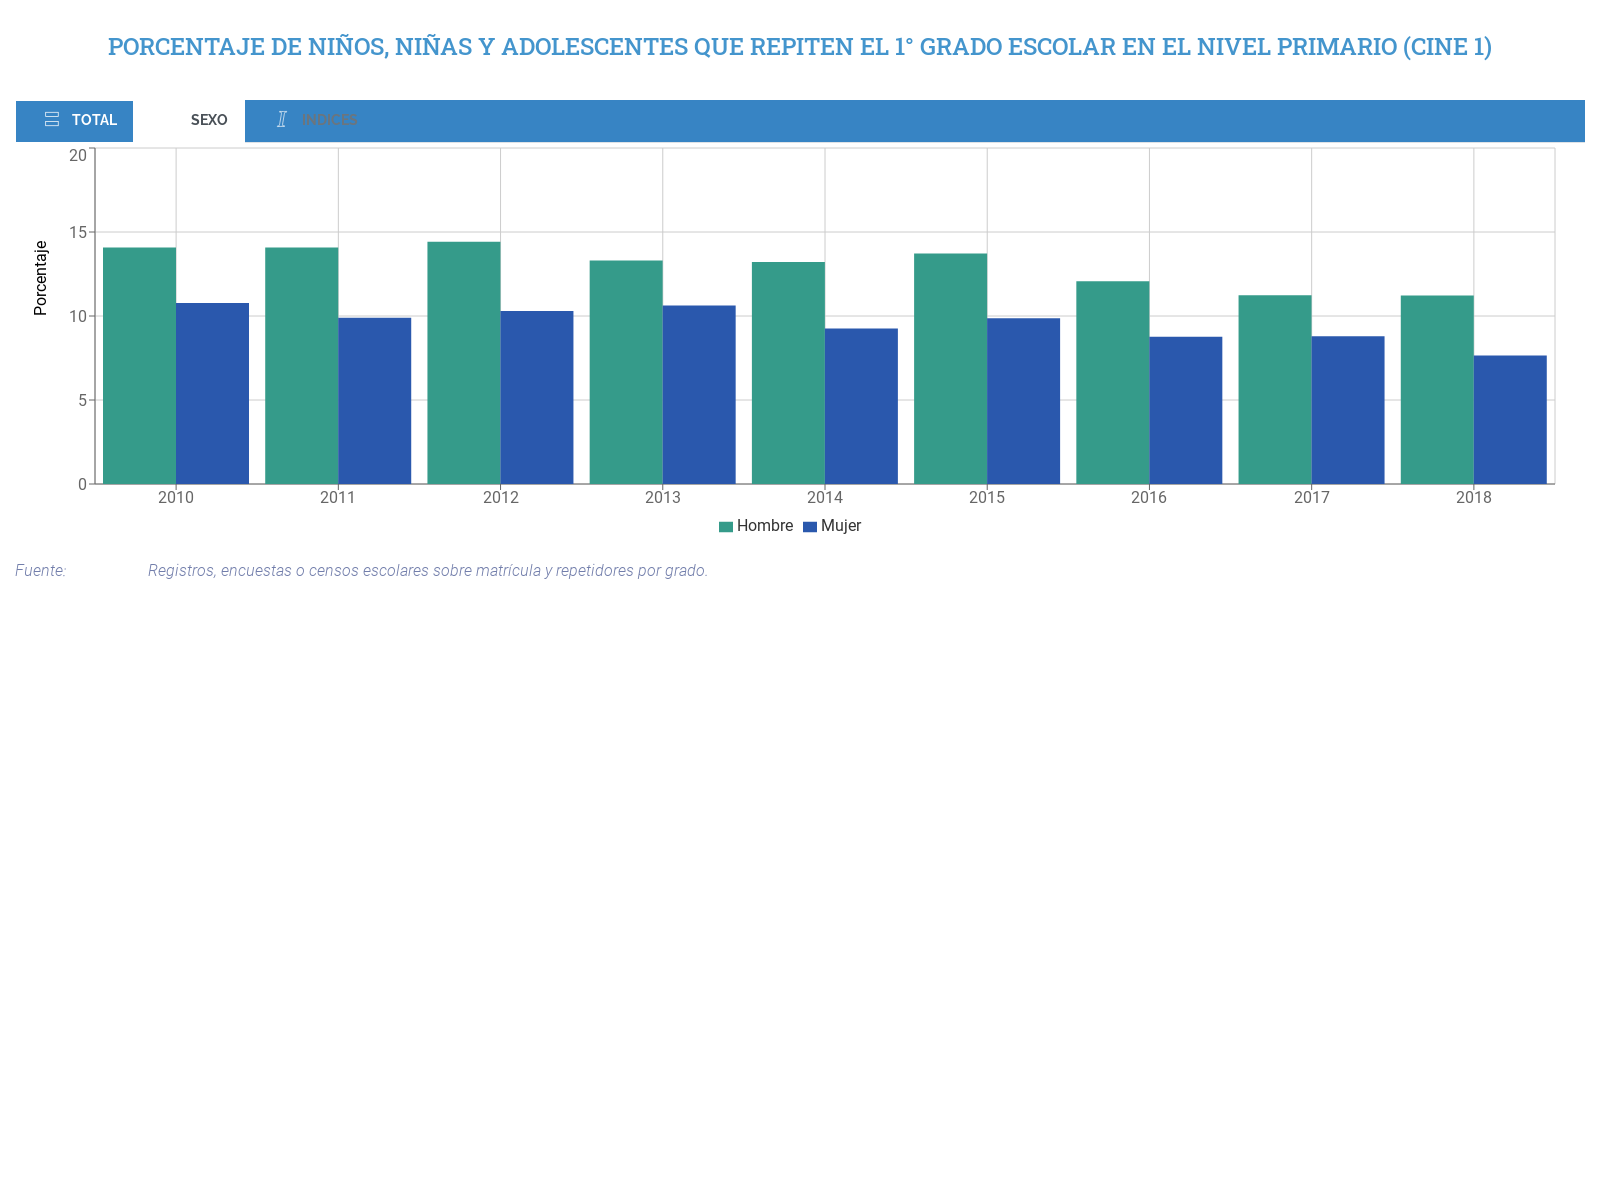 PORCENTAJE DE NIÑOS, NIÑAS Y ADOLESCENTES QUE REPITEN EL 1° GRADO ESCOLAR EN EL NIVEL PRIMARIO (CINE 1)
TOTAL SEXO INDICES
20
15
10
5
0
Porcentaje
2010 2011 2012 2013 2014 2015 2016 2017 2018
Hombre Mujer
Fuente: Registros, encuestas o censos escolares sobre matrícula y repetidores por grado.